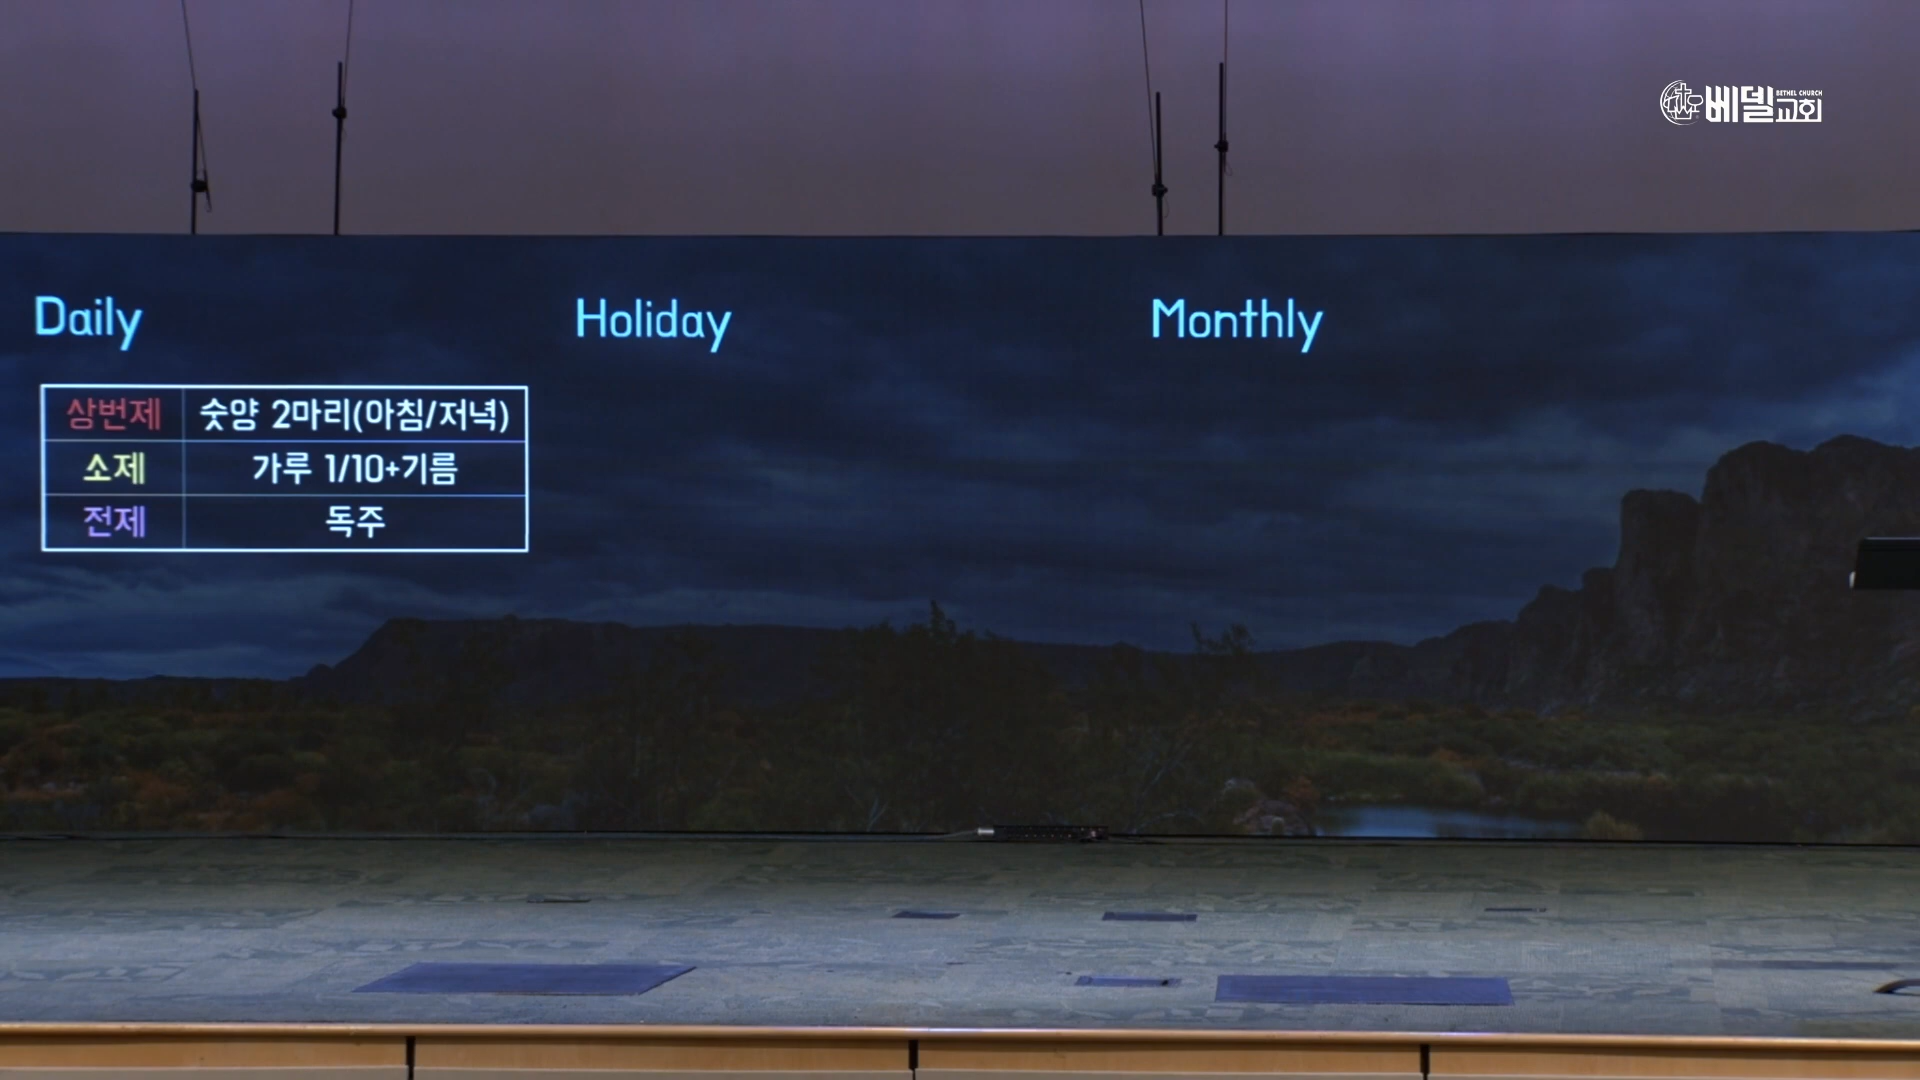 BETHEL CHURCH
베델교회
Daily
Holiday
Monthly
상번제 숫양 2마리(아침/저녁)
소제 가루 1/10+기름
전제 독주